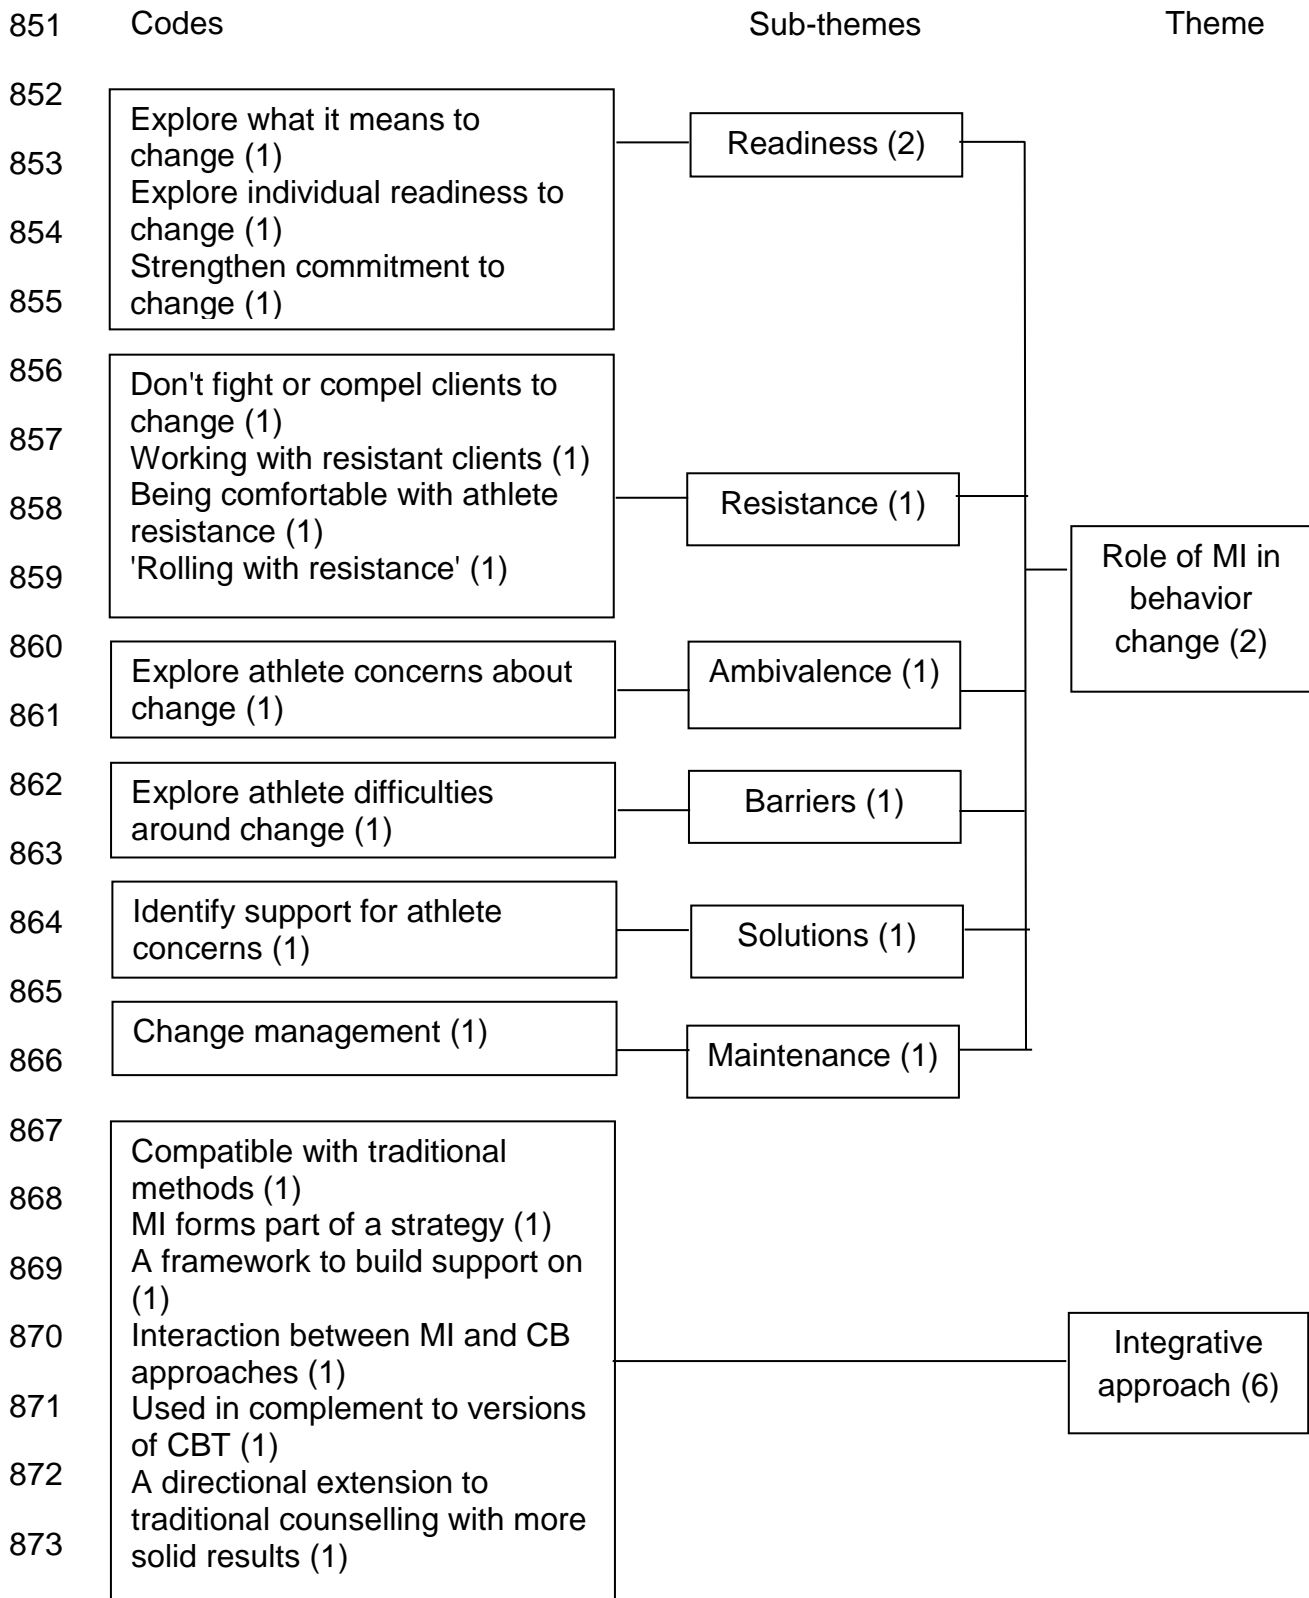 851 Codes Sub-themes Theme
852
Explore what it means to
853 change (1)
Readiness (2)
Explore individual readiness to
854 change (1)
Strengthen commitment to
855 change (1)
856
Don't fight or compel clients to
change (1)
857
Working with resistant clients (1)
858 Being comfortable with athlete
Resistance (1)
resistance (1)
859 'Rolling with resistance' (1)
Role of MI in
behavior
change (2)
860
Explore athlete concerns about
Ambivalence (1)
861 change (1)
862
Explore athlete difficulties
Barriers (1)
around change (1)
863
864 Identify support for athlete
concerns (1)
Solutions (1)
865
Change management (1)
866
Maintenance (1)
867
Compatible with traditional
868 methods (1)
MI forms part of a strategy (1)
869 A framework to build support on
(1)
870 Interaction between MI and CB
approaches (1)
Integrative
approach (6)
871 Used in complement to versions
of CBT (1)
872 A directional extension to
traditional counselling with more
873 solid results (1)